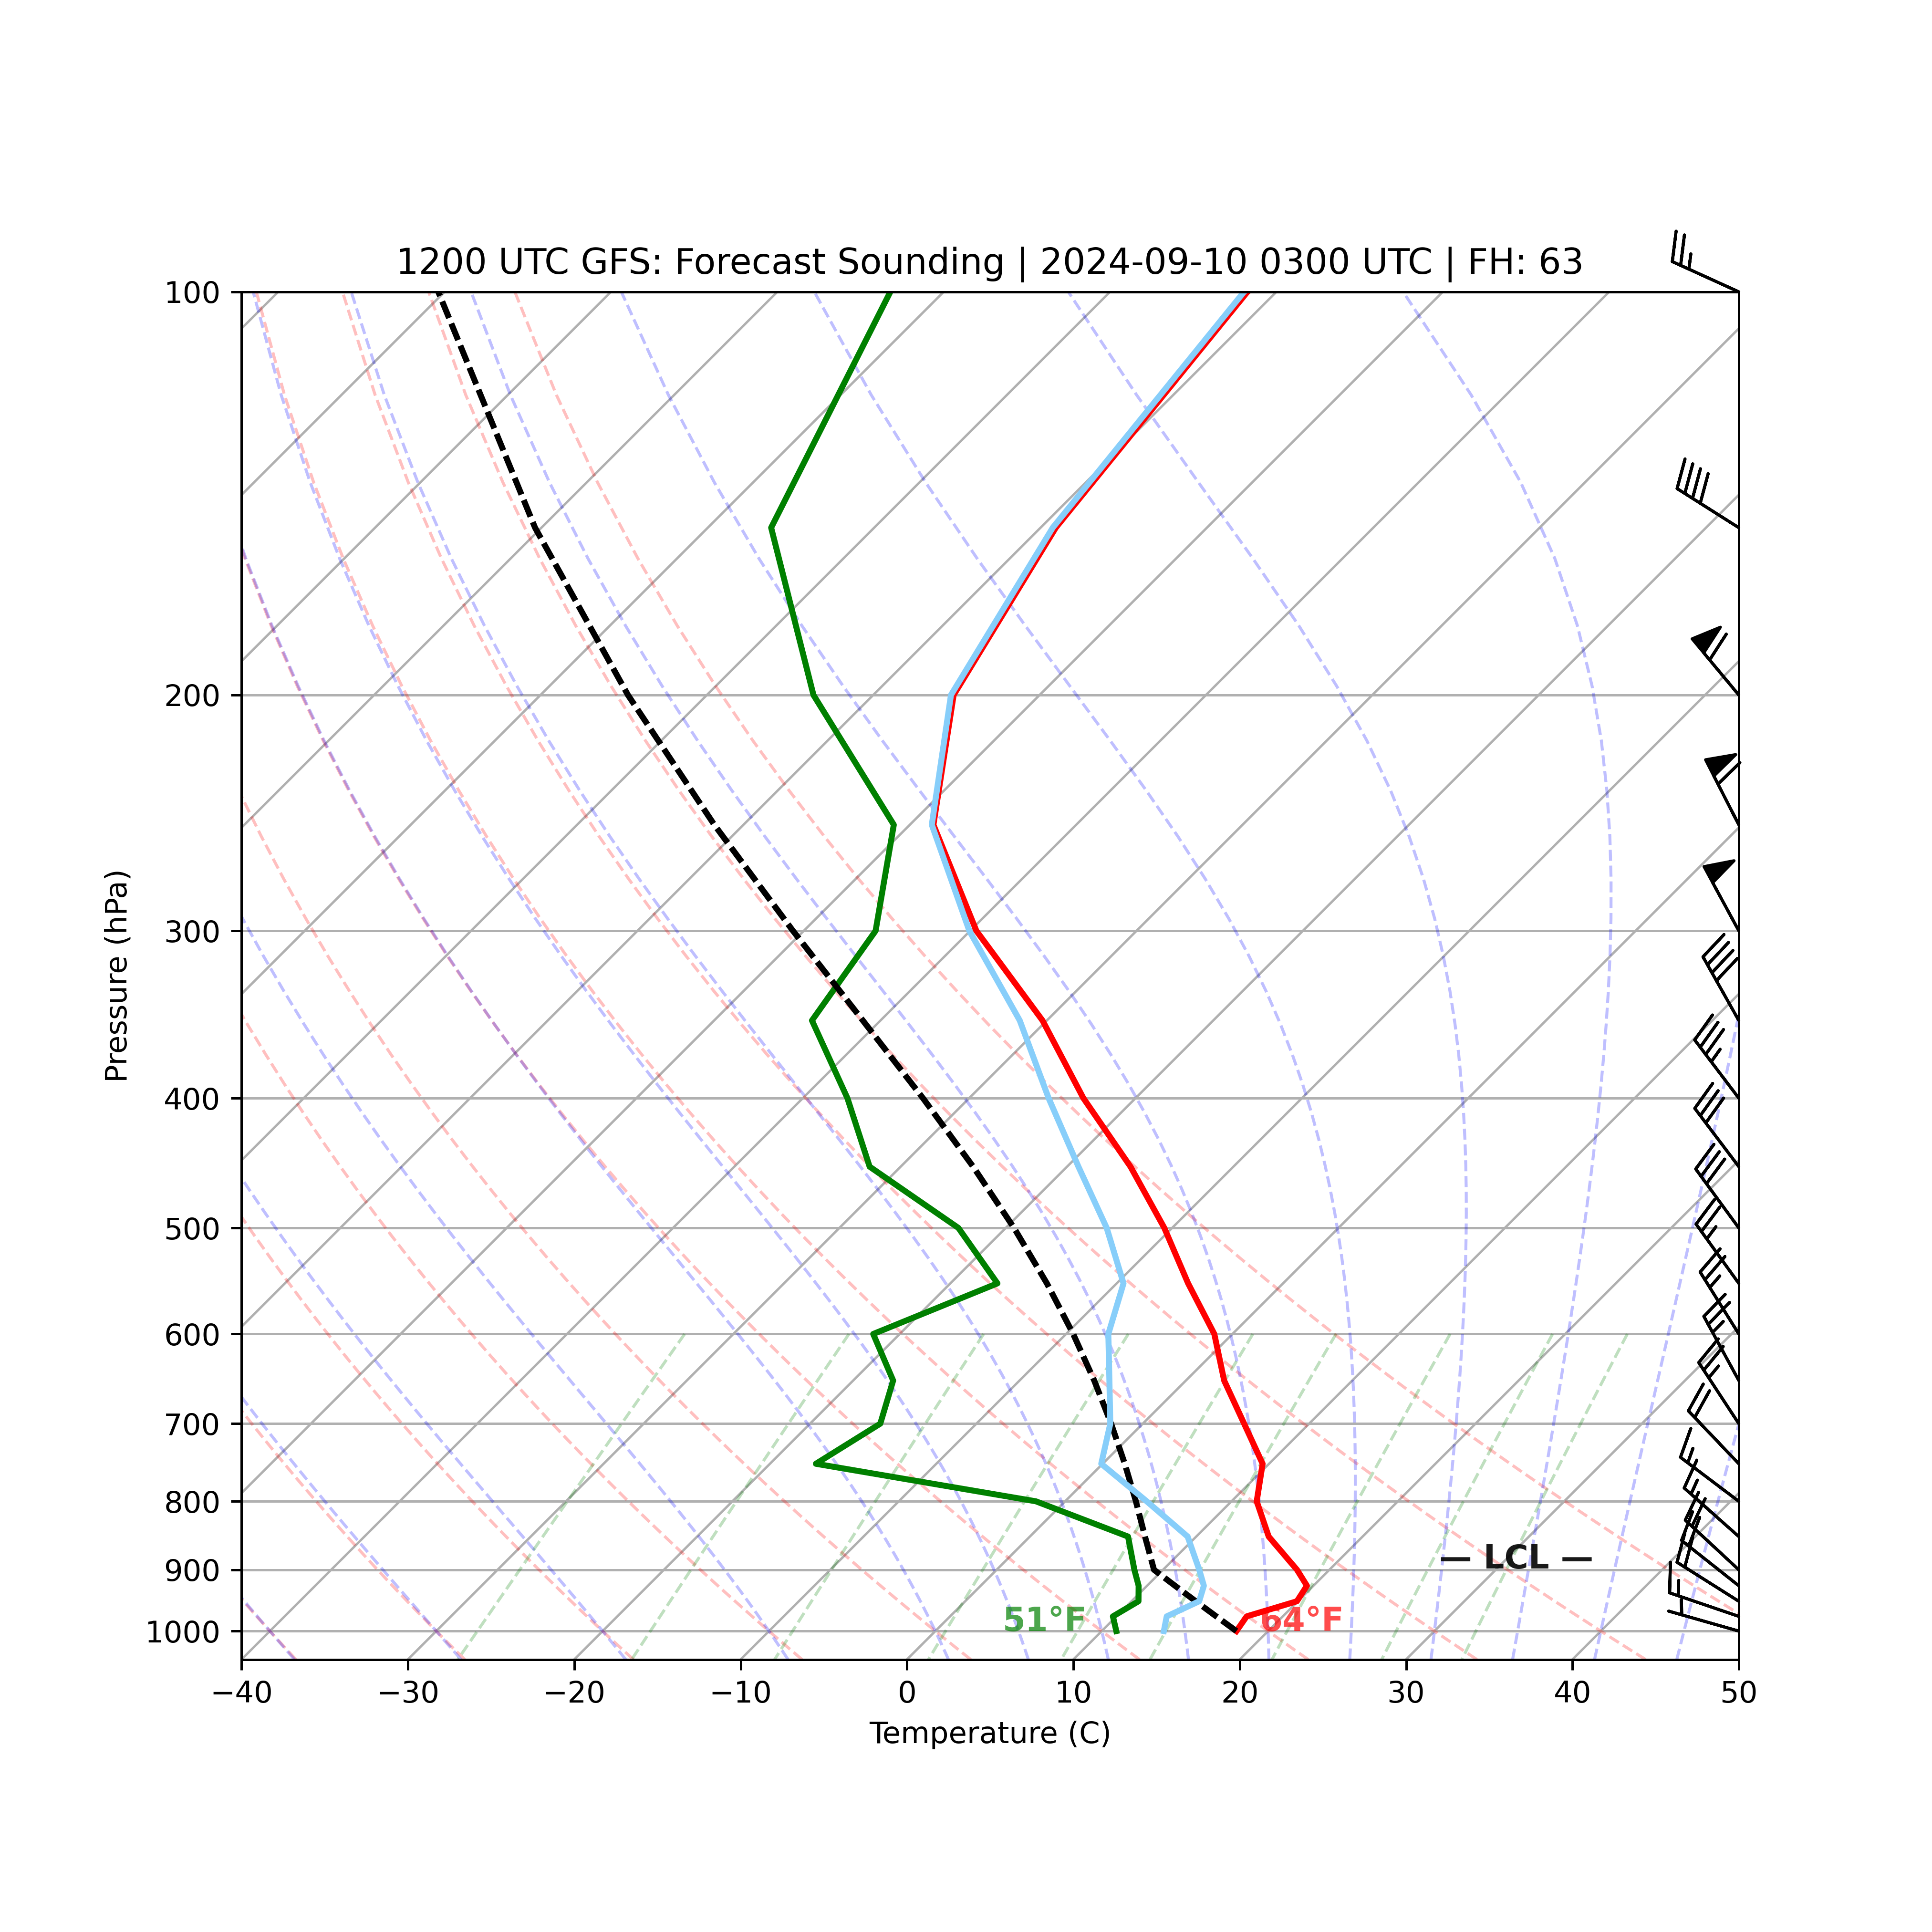 1200 UTC GFS: Forecast Sounding | 2024-09-10 0300 UTC | FH: 63
100
200
300
400
500
600
700
800
900
1000
Pressure (hPa)
— LCL —
51°F
64°F
−40 −30 −20 −10 0 10 20 30 40 50
Temperature (C)